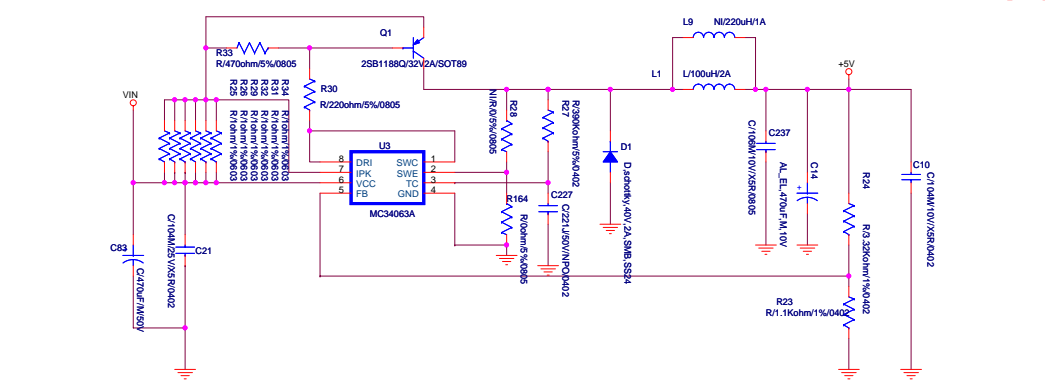 L9
NI/220uH/1A
Q1
R33
R/470ohm/5%/0805
2SB1188Q/32V2A/SOT89
+5V
L1
L/100uH/2A
VIN
R25
R26
R29
R32
R31
R34
R/1ohm/1%/0603
R/1ohm/1%/0603
R/1ohm/1%/0603
R/1ohm/1%/0603
R/1ohm/1%/0603
R/1ohm/1%/0603
R30
R/220ohm/5%/0805
R28
NI/R/0/5%/0805
R27
R/390Kohm/5%/0402
U3
8 DRI
7 IPK
6 VCC
5 FB
SWC 1
SWE 2
TC 3
GND 4
MC34063A
D1
D,schottky,40V,2A,SMB,SS24
C237
C/106M/10V/X5R/0805
C14
+
AL_EL,470uF,M,10V
R24
R/3.32Kohm/1%/0402
C10
C/104M/10V/X5R/0402
R164
R/0ohm/5%/0805
C227
C/221J/50V/NPO/0402
C83
+
C/470uF/M/50V
C21
C/104M/25V/X5R/0402
R23
R/1.1Kohm/1%/0402